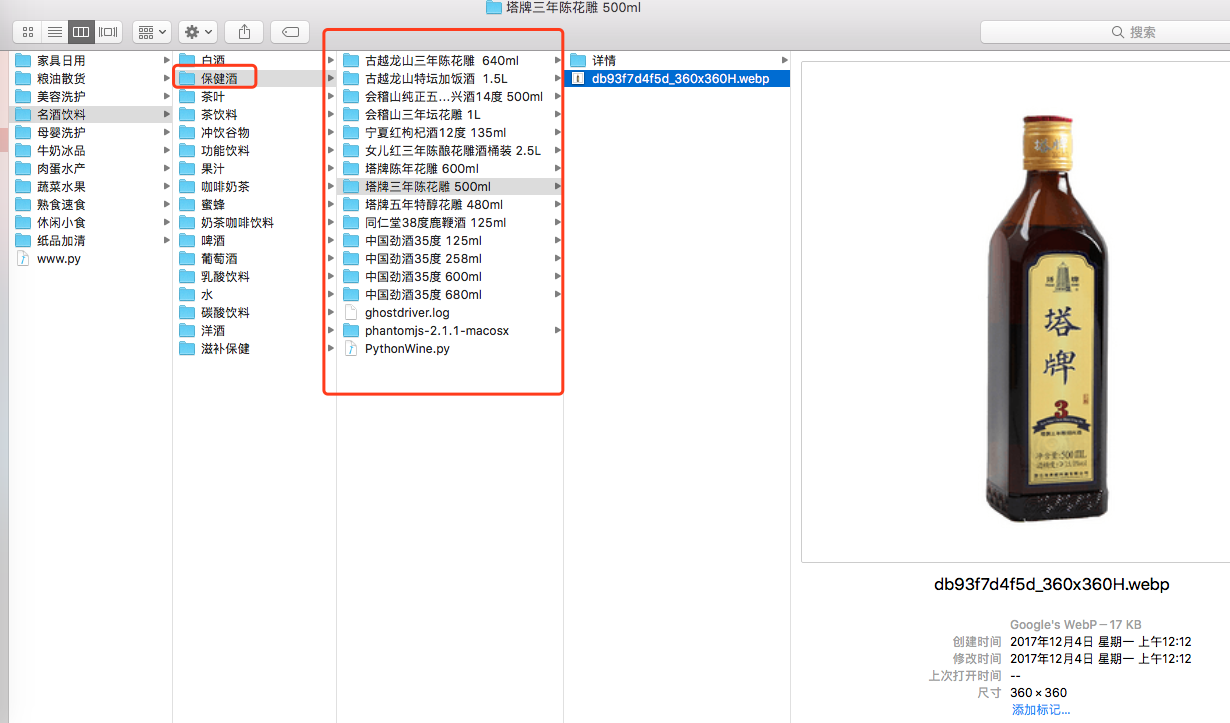 塔牌三年陈花雕 500ml
搜索
家具日用
粮油散货
美容洗护
名酒饮料
母婴洗护
牛奶冰品
肉蛋水产
蔬菜水果
熟食速食
休闲小食
纸品加清
www.py
白酒
保健酒
茶叶
茶饮料
冲饮谷物
功能饮料
果汁
咖啡奶茶
蜜蜂
奶茶咖啡饮料
啤酒
葡萄酒
乳酸饮料
水
碳酸饮料
洋酒
滋补保健
古越龙山三年陈花雕 640ml
古越龙山特坛加饭酒 1.5L
会稽山纯正五...兴酒14度 500ml
会稽山三年坛花雕 1L
宁夏红枸杞酒12度 135ml
女儿红三年陈酿花雕酒桶装 2.5L
塔牌陈年花雕 600ml
塔牌三年陈花雕 500ml
塔牌五年特醇花雕 480ml
同仁堂38度鹿鞭酒 125ml
中国劲酒35度 125ml
中国劲酒35度 258ml
中国劲酒35度 600ml
中国劲酒35度 680ml
ghostdriver.log
phantomjs-2.1.1-macosx
PythonWine.py
详情
db93f7d4f5d_360x360H.webp
塔牌
塔牌
3
db93f7d4f5d_360x360H.webp
Google's WebP – 17 KB
创建时间 2017年12月4日 星期一 上午12:12
修改时间 2017年12月4日 星期一 上午12:12
上次打开时间 --
尺寸 360 × 360
添加标记...